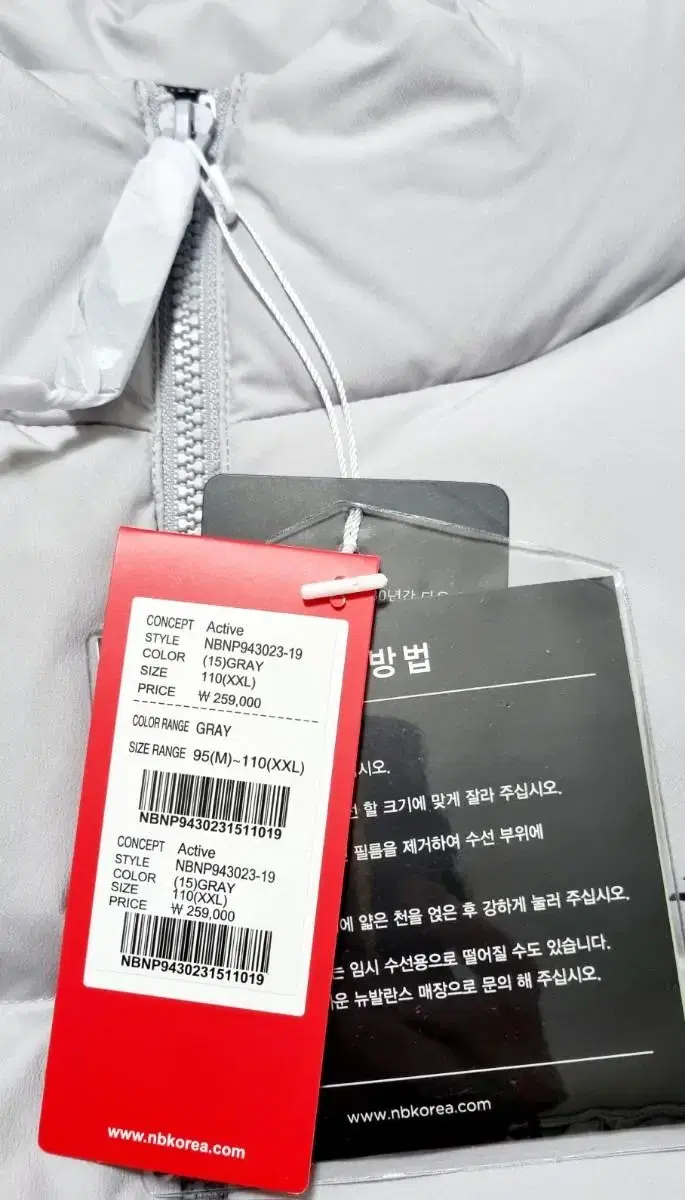 CONCEPT Active
STYLE NBNP943023-19
COLOR (15)GRAY
SIZE 110(XXL)
PRICE ₩ 259,000
COLOR RANGE GRAY
SIZE RANGE 95(M)~110(XXL)
NBNP9430231511019
CONCEPT Active
STYLE NBNP943023-19
COLOR (15)GRAY
SIZE 110(XXL)
PRICE ₩ 259,000
NBNP9430231511019
www.nbkorea.com
방법
시오.
할 크기에 맞게 잘라 주십시오.
필름을 제거하여 수선 부위에
에 얇은 천을 얹은 후 강하게 눌러 주십시오.
는 임시 수선용으로 떨어질 수도 있습니다.
운 뉴발란스 매장으로 문의 해 주십시오.
www.nbkorea.com